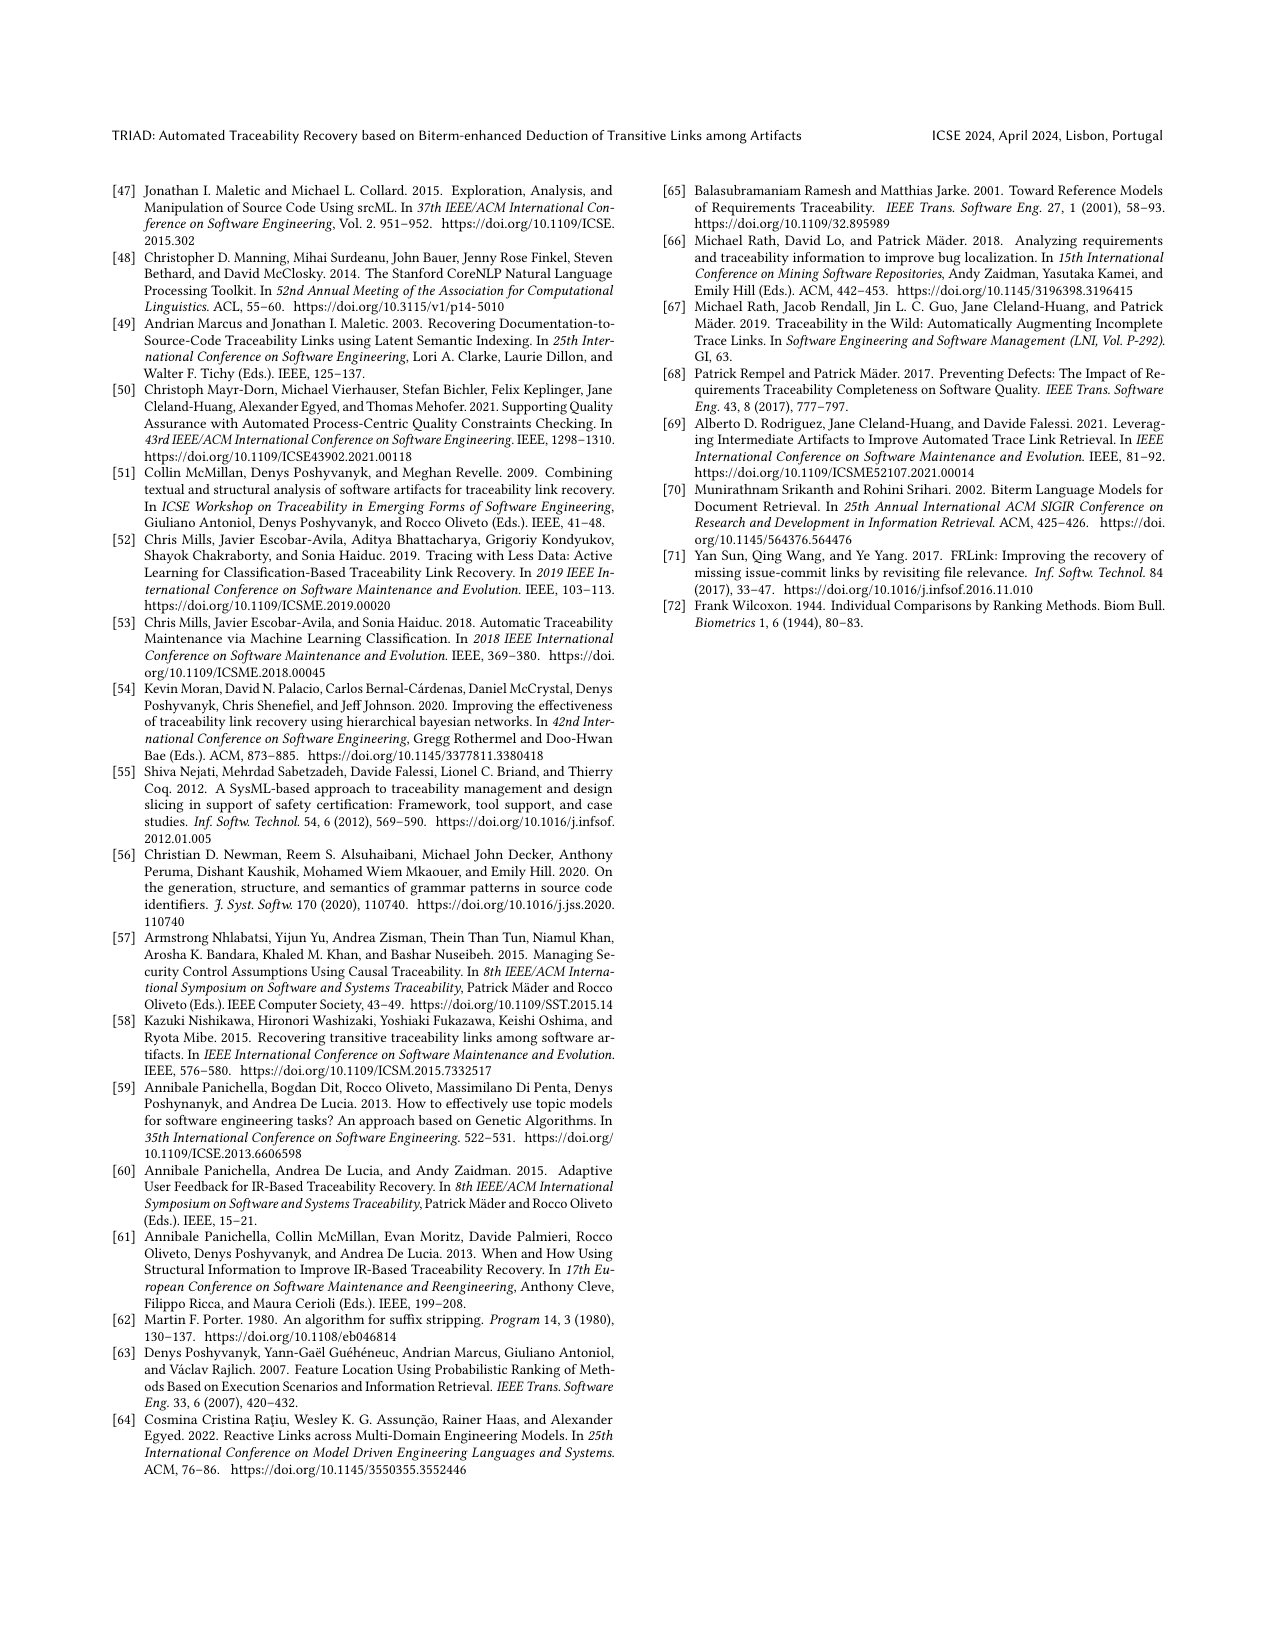 TRIAD: Automated Traceability Recovery based on Biterm-enhanced Deduction of Transitive Links among Artifacts
ICSE 2024, April 2024, Lisbon, Portugal
[47] Jonathan I. Maletic and Michael L. Collard. 2015. Exploration, Analysis, and
Manipulation of Source Code Using srcML. In 37th IEEE/ACM International Con-
ference on Software Engineering, Vol. 2. 951–952. https://doi.org/10.1109/ICSE.
2015.302
[48] Christopher D. Manning, Mihai Surdeanu, John Bauer, Jenny Rose Finkel, Steven
Bethard, and David McClosky. 2014. The Stanford CoreNLP Natural Language
Processing Toolkit. In 52nd Annual Meeting of the Association for Computational
Linguistics. ACL, 55–60. https://doi.org/10.3115/v1/p14-5010
[49] Andrian Marcus and Jonathan I. Maletic. 2003. Recovering Documentation-to-
Source-Code Traceability Links using Latent Semantic Indexing. In 25th Inter-
national Conference on Software Engineering, Lori A. Clarke, Laurie Dillon, and
Walter F. Tichy (Eds.). IEEE, 125–137.
[50] Christoph Mayr-Dorn, Michael Vierhauser, Stefan Bichler, Felix Keplinger, Jane
Cleland-Huang, Alexander Egyed, and Thomas Mehofer. 2021. Supporting Quality
Assurance with Automated Process-Centric Quality Constraints Checking. In
43rd IEEE/ACM International Conference on Software Engineering. IEEE, 1298–1310.
https://doi.org/10.1109/ICSE43902.2021.00118
[51] Collin McMillan, Denys Poshyvanyk, and Meghan Revelle. 2009. Combining
textual and structural analysis of software artifacts for traceability link recovery.
In ICSE Workshop on Traceability in Emerging Forms of Software Engineering,
Giuliano Antoniol, Denys Poshyvanyk, and Rocco Oliveto (Eds.). IEEE, 41–48.
[52] Chris Mills, Javier Escobar-Avila, Aditya Bhattacharya, Grigoriy Kondyukov,
Shayok Chakraborty, and Sonia Haiduc. 2019. Tracing with Less Data: Active
Learning for Classification-Based Traceability Link Recovery. In 2019 IEEE In-
ternational Conference on Software Maintenance and Evolution. IEEE, 103–113.
https://doi.org/10.1109/ICSME.2019.00020
[53] Chris Mills, Javier Escobar-Avila, and Sonia Haiduc. 2018. Automatic Traceability
Maintenance via Machine Learning Classification. In 2018 IEEE International
Conference on Software Maintenance and Evolution. IEEE, 369–380. https://doi.
org/10.1109/ICSME.2018.00045
[54] Kevin Moran, David N. Palacio, Carlos Bernal-Cárdenas, Daniel McCrystal, Denys
Poshyvanyk, Chris Shenefiel, and Jeff Johnson. 2020. Improving the effectiveness
of traceability link recovery using hierarchical bayesian networks. In 42nd Inter-
national Conference on Software Engineering, Gregg Rothermel and Doo-Hwan
Bae (Eds.). ACM, 873–885. https://doi.org/10.1145/3377811.3380418
[55] Shiva Nejati, Mehrdad Sabetzadeh, Davide Falessi, Lionel C. Briand, and Thierry
Coq. 2012. A SysML-based approach to traceability management and design
slicing in support of safety certification: Framework, tool support, and case
studies. Inf. Softw. Technol. 54, 6 (2012), 569–590. https://doi.org/10.1016/j.infsof.
2012.01.005
[56] Christian D. Newman, Reem S. Alsuhaibani, Michael John Decker, Anthony
Peruma, Dishant Kaushik, Mohamed Wiem Mkaouer, and Emily Hill. 2020. On
the generation, structure, and semantics of grammar patterns in source code
identifiers. J. Syst. Softw. 170 (2020), 110740. https://doi.org/10.1016/j.jss.2020.
110740
[57] Armstrong Nhlabatsi, Yijun Yu, Andrea Zisman, Thein Than Tun, Niamul Khan,
Arosha K. Bandara, Khaled M. Khan, and Bashar Nuseibeh. 2015. Managing Se-
curity Control Assumptions Using Causal Traceability. In 8th IEEE/ACM Interna-
tional Symposium on Software and Systems Traceability, Patrick Mäder and Rocco
Oliveto (Eds.). IEEE Computer Society, 43–49. https://doi.org/10.1109/SST.2015.14
[58] Kazuki Nishikawa, Hironori Washizaki, Yoshiaki Fukazawa, Keishi Oshima, and
Ryota Mibe. 2015. Recovering transitive traceability links among software ar-
tifacts. In IEEE International Conference on Software Maintenance and Evolution.
IEEE, 576–580. https://doi.org/10.1109/ICSM.2015.7332517
[59] Annibale Panichella, Bogdan Dit, Rocco Oliveto, Massimilano Di Penta, Denys
Poshynanyk, and Andrea De Lucia. 2013. How to effectively use topic models
for software engineering tasks? An approach based on Genetic Algorithms. In
35th International Conference on Software Engineering. 522–531. https://doi.org/
10.1109/ICSE.2013.6606598
[60] Annibale Panichella, Andrea De Lucia, and Andy Zaidman. 2015. Adaptive
User Feedback for IR-Based Traceability Recovery. In 8th IEEE/ACM International
Symposium on Software and Systems Traceability, Patrick Mäder and Rocco Oliveto
(Eds.). IEEE, 15–21.
[61] Annibale Panichella, Collin McMillan, Evan Moritz, Davide Palmieri, Rocco
Oliveto, Denys Poshyvanyk, and Andrea De Lucia. 2013. When and How Using
Structural Information to Improve IR-Based Traceability Recovery. In 17th Eu-
ropean Conference on Software Maintenance and Reengineering, Anthony Cleve,
Filippo Ricca, and Maura Cerioli (Eds.). IEEE, 199–208.
[62] Martin F. Porter. 1980. An algorithm for suffix stripping. Program 14, 3 (1980),
130–137. https://doi.org/10.1108/eb046814
[63] Denys Poshyvanyk, Yann-Gaël Guéhéneuc, Andrian Marcus, Giuliano Antoniol,
and Václav Rajlich. 2007. Feature Location Using Probabilistic Ranking of Meth-
ods Based on Execution Scenarios and Information Retrieval. IEEE Trans. Software
Eng. 33, 6 (2007), 420–432.
[64] Cosmina Cristina Rațiu, Wesley K. G. Assunção, Rainer Haas, and Alexander
Egyed. 2022. Reactive Links across Multi-Domain Engineering Models. In 25th
International Conference on Model Driven Engineering Languages and Systems.
ACM, 76–86. https://doi.org/10.1145/3550355.3552446
[65] Balasubramaniam Ramesh and Matthias Jarke. 2001. Toward Reference Models
of Requirements Traceability. IEEE Trans. Software Eng. 27, 1 (2001), 58–93.
https://doi.org/10.1109/32.895989
[66] Michael Rath, David Lo, and Patrick Mäder. 2018. Analyzing requirements
and traceability information to improve bug localization. In 15th International
Conference on Mining Software Repositories, Andy Zaidman, Yasutaka Kamei, and
Emily Hill (Eds.). ACM, 442–453. https://doi.org/10.1145/3196398.3196415
[67] Michael Rath, Jacob Rendall, Jin L. C. Guo, Jane Cleland-Huang, and Patrick
Mäder. 2019. Traceability in the Wild: Automatically Augmenting Incomplete
Trace Links. In Software Engineering and Software Management (LNI, Vol. P-292).
GI, 63.
[68] Patrick Rempel and Patrick Mäder. 2017. Preventing Defects: The Impact of Re-
quirements Traceability Completeness on Software Quality. IEEE Trans. Software
Eng. 43, 8 (2017), 777–797.
[69] Alberto D. Rodriguez, Jane Cleland-Huang, and Davide Falessi. 2021. Leverag-
ing Intermediate Artifacts to Improve Automated Trace Link Retrieval. In IEEE
International Conference on Software Maintenance and Evolution. IEEE, 81–92.
https://doi.org/10.1109/ICSME52107.2021.00014
[70] Munirathnam Srikanth and Rohini Srihari. 2002. Biterm Language Models for
Document Retrieval. In 25th Annual International ACM SIGIR Conference on
Research and Development in Information Retrieval. ACM, 425–426. https://doi.
org/10.1145/564376.564476
[71] Yan Sun, Qing Wang, and Ye Yang. 2017. FRLink: Improving the recovery of
missing issue-commit links by revisiting file relevance. Inf. Softw. Technol. 84
(2017), 33–47. https://doi.org/10.1016/j.infsof.2016.11.010
[72] Frank Wilcoxon. 1944. Individual Comparisons by Ranking Methods. Biom Bull.
Biometrics 1, 6 (1944), 80–83.